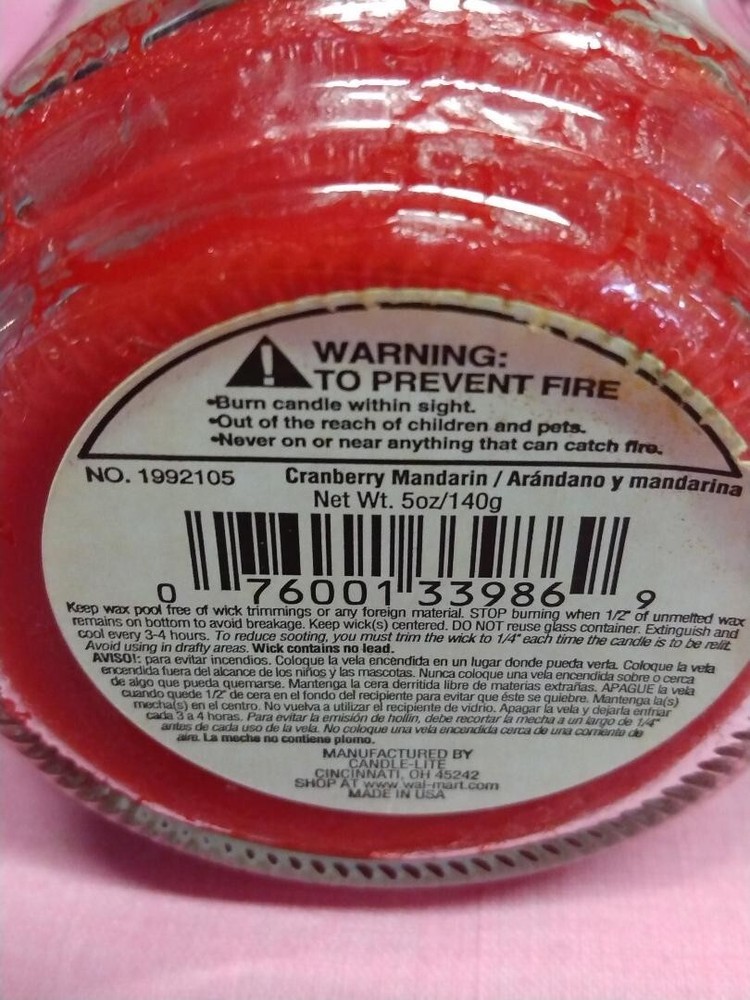 WARNING:
TO PREVENT FIRE
•Burn candle within sight.
•Out of the reach of children and pets.
•Never on or near anything that can catch fire.
NO. 1992105 Cranberry Mandarin / Arándano y mandarina
Net Wt. 5oz/140g
0 76001 33986 9
Keep wax pool free of wick trimmings or any foreign material. STOP burning when 1/2" of unmelted wax
remains on bottom to avoid breakage. Keep wick(s) centered. DO NOT reuse glass container. Extinguish and
cool every 3-4 hours. To reduce sooting, you must trim the wick to 1/4" each time the candle is to be relit.
Avoid using in drafty areas. Wick contains no lead.
AVISO!: para evitar incendios. Coloque la vela encendida en un lugar donde pueda verla. Coloque la vela
encendida fuera del alcance de los niños y las mascotas. Nunca coloque una vela encendida sobre o cerca
de algo que pueda quemarse. Mantenga la cera derritida libre de materias extrañas. APAGUE la vela
cuando quede 1/2" de cera en el fondo del recipiente para evitar que éste se quiebre. Mantenga la(s)
mecha(s) en el centro. No vuelva a utilizar el recipiente de vidrio. Apagar la vela y dejarla enfriar
cada 3 a 4 horas. Para evitar la emisión de hollin, debe recortar la mecha a un largo de 1/4"
antes de cada uso de la vela. No coloque una vela encendida cerca de una corriente de
aire. La mecha no contiene plomo.
MANUFACTURED BY
CANDLE-LITE
CINCINNATI, OH 45242
SHOP AT www.wal-mart.com
MADE IN USA